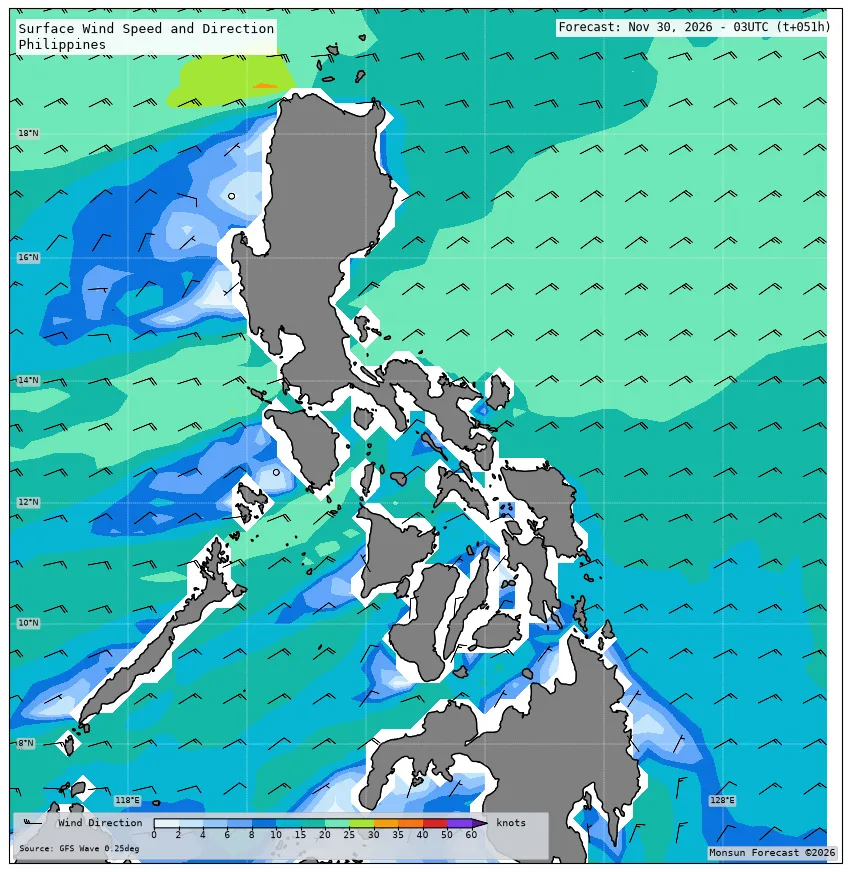 Surface Wind Speed and Direction
Philippines
Forecast: Nov 30, 2026 - 03UTC (t+051h)
18°N
16°N
14°N
12°N
10°N
8°N
118°E
128°E
Wind Direction
knots
0 2 4 6 8 10 15 20 25 30 35 40 50 60
Source: GFS Wave 0.25deg
Monsun Forecast ©2026